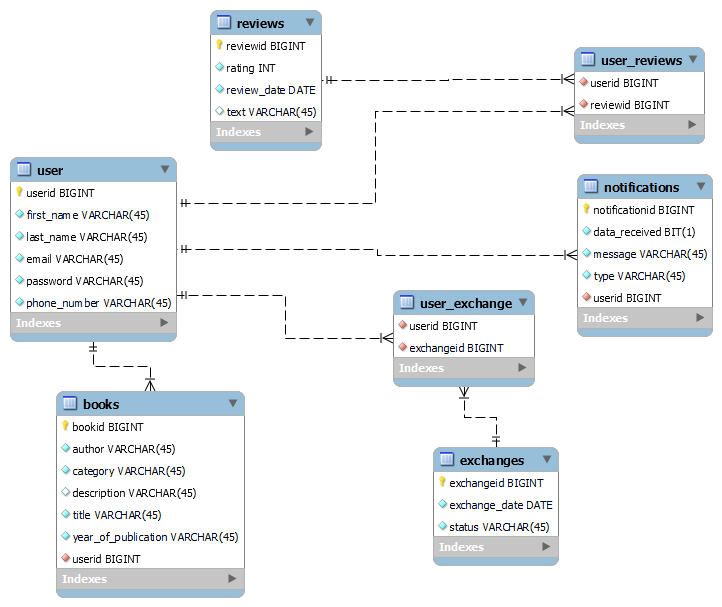 reviews
reviewid BIGINT
rating INT
review_date DATE
text VARCHAR(45)
Indexes
user_reviews
userid BIGINT
reviewid BIGINT
Indexes
user
userid BIGINT
first_name VARCHAR(45)
last_name VARCHAR(45)
email VARCHAR(45)
password VARCHAR(45)
phone_number VARCHAR(45)
Indexes
notifications
notificationid BIGINT
data_received BIT(1)
message VARCHAR(45)
type VARCHAR(45)
userid BIGINT
Indexes
user_exchange
userid BIGINT
exchangeid BIGINT
Indexes
books
bookid BIGINT
author VARCHAR(45)
category VARCHAR(45)
description VARCHAR(45)
title VARCHAR(45)
year_of_publication VARCHAR(45)
userid BIGINT
Indexes
exchanges
exchangeid BIGINT
exchange_date DATE
status VARCHAR(45)
Indexes